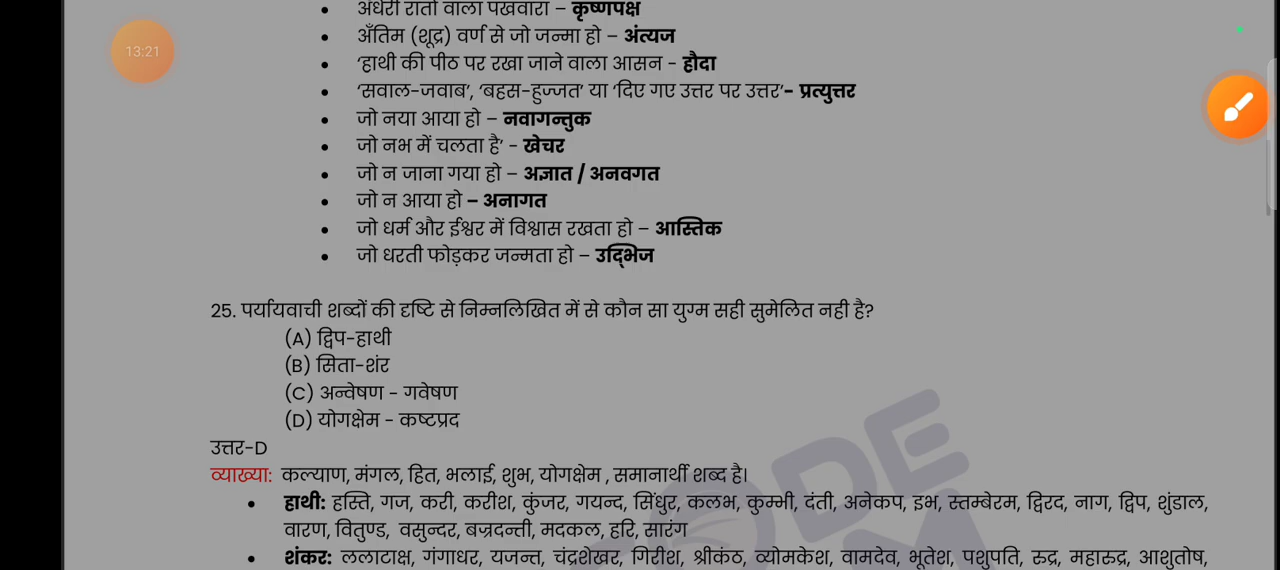 अंधेरी रातों वाला पखवारा – कृष्णपक्ष
13:21
अँतिम (शूद्र) वर्ण से जो जन्मा हो – अंत्यज
‘हाथी की पीठ पर रखा जाने वाला आसन - हौदा
‘सवाल-जवाब’, ‘बहस-हुज्जत’ या ‘दिए गए उत्तर पर उत्तर’- प्रत्युत्तर
जो नया आया हो – नवागन्तुक
जो नभ में चलता है’ - खेचर
जो न जाना गया हो – अज्ञात / अनवगत
जो न आया हो – अनागत
जो धर्म और ईश्वर में विश्वास रखता हो – आस्तिक
जो धरती फोड़कर जन्मता हो – उद्भिज
25. पर्यायवाची शब्दों की दृष्टि से निम्नलिखित में से कौन सा युग्म सही सुमेलित नही है?
(A) द्विप-हाथी
(B) सिता-शंर
(C) अन्वेषण - गवेषण
(D) योगक्षेम - कष्टप्रद
उत्तर-D
व्याख्या: कल्याण, मंगल, हित, भलाई, शुभ, योगक्षेम , समानार्थी शब्द है।
हाथी: हस्ति, गज, करी, करीश, कुंजर, गयन्द, सिंधुर, कलभ, कुम्भी, दंती, अनेकप, इभ, स्तम्बेरम, द्विरद, नाग, द्विप, शुंडाल,
वारण, वितुण्ड, वसुन्दर, बज्रदन्ती, मदकल, हरि, सारंग
शंकर: ललाटाक्ष, गंगाधर, यजन्त, चंद्रशेखर, गिरीश, श्रीकंठ, व्योमकेश, वामदेव, भूतेश, पशुपति, रुद्र, महारुद्र, आशुतोष,